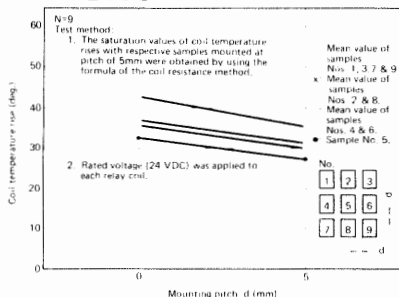 60
50
40
30
20
10
0
Coil temperature rise (deg.)
N=9
Test method:
1. The saturation values of coil temperature
rises with respective samples mounted at
pitch of 5mm were obtained by using the
formula of the coil resistance method.
2. Rated voltage (24 VDC) was applied to
each relay coil.
Mean value of
samples
Nos. 1, 3.7 & 9
x Mean value of
samples
Nos. 2 & 8.
Mean value of
samples
Nos. 4 & 6.
Sample No. 5.
No.
1 2 3
4 5 6
7 8 9
d
0 5
Mounting pitch, d (mm)